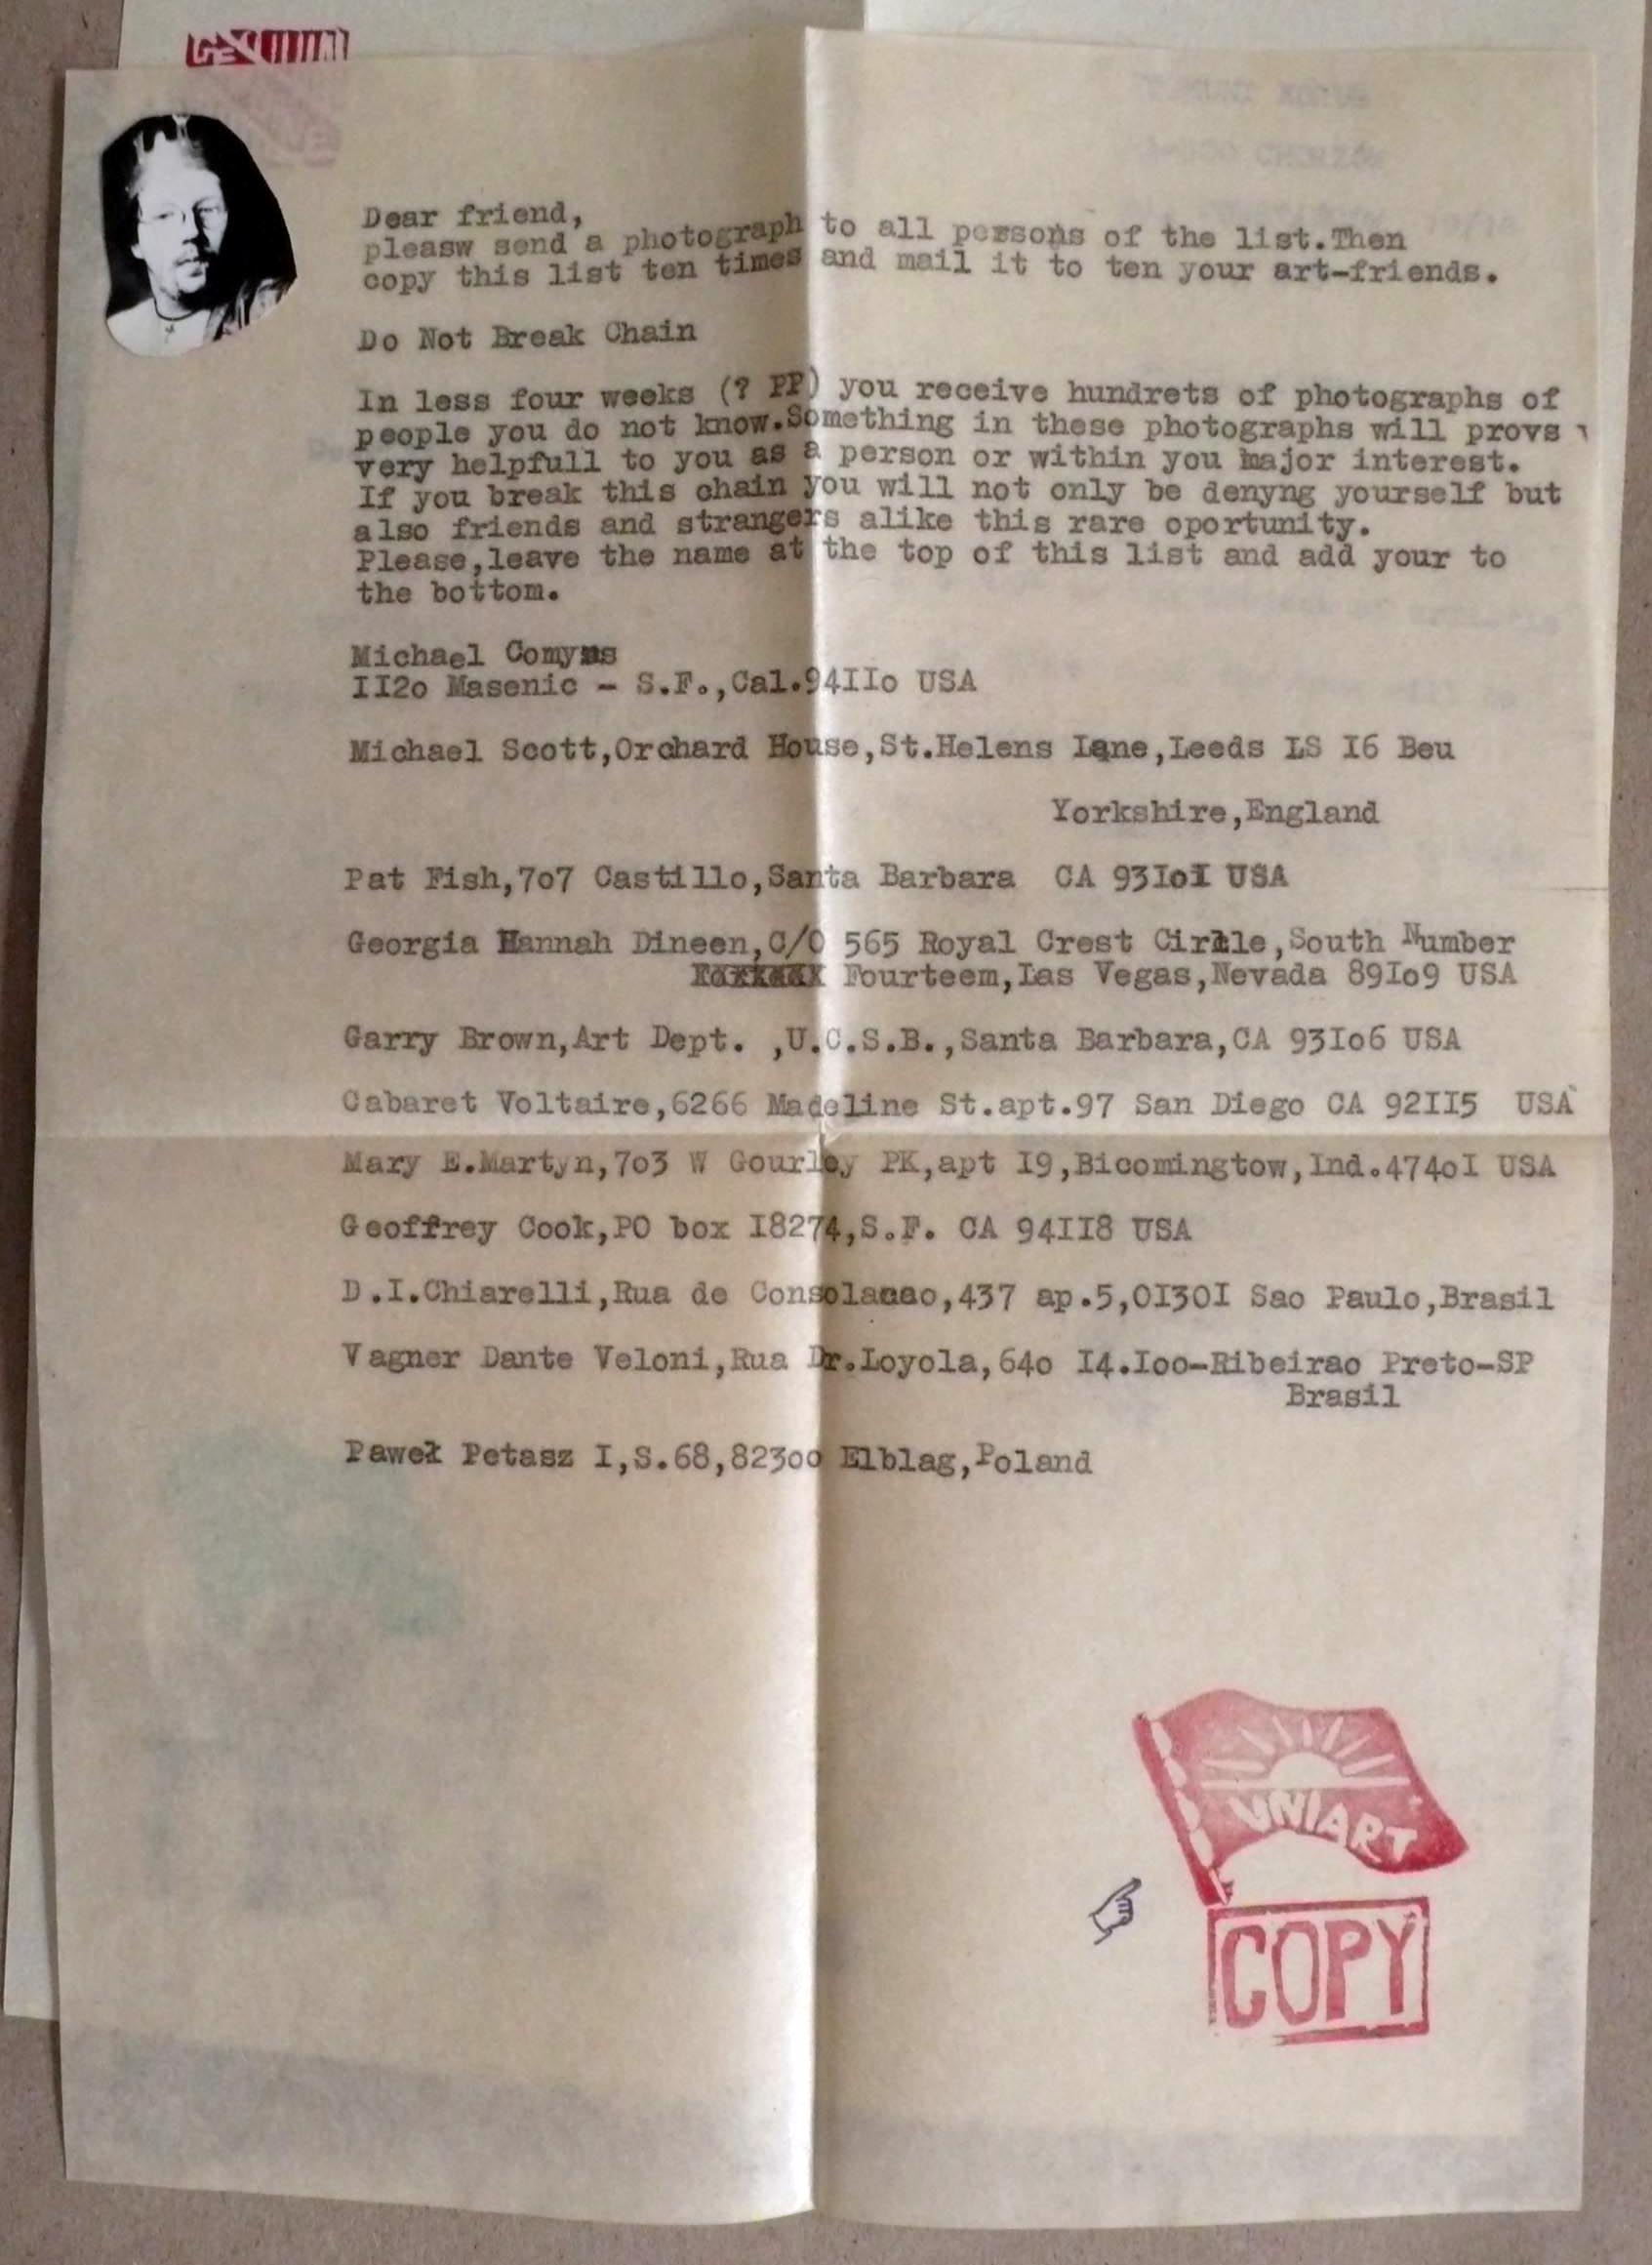 Dear friend,
pleasw send a photograph to all persons of the list.Then
copy this list ten times and mail it to ten your art-friends.
Do Not Break Chain
In less four weeks (? PP) you receive hundrets of photographs of
people you do not know.Something in these photographs will provs
very helpfull to you as a person or within you major interest.
If you break this chain you will not only be denyng yourself but
also friends and strangers alike this rare oportunity.
Please,leave the name at the top of this list and add your to
the bottom.
Michael Comyns
II2o Masenic - S.F.,Cal.94IIo USA
Michael Scott,Orchard House,St.Helens Lane,Leeds LS I6 Beu
Yorkshire,England
Pat Fish,7o7 Castillo,Santa Barbara CA 93IoI USA
Georgia Hannah Dineen,C/O 565 Royal Crest Cirlle,South Number
Fourteem,Las Vegas,Nevada 89Io9 USA
Garry Brown,Art Dept. ,U.C.S.B.,Santa Barbara,CA 93Io6 USA
Cabaret Voltaire,6266 Madeline St.apt.97 San Diego CA 92II5 USA
Mary E.Martyn,7o3 W Gourley PK,apt I9,Bicomingtow,Ind.474oI USA
Geoffrey Cook,PO box I8274,S.F. CA 94II8 USA
D.I.Chiarelli,Rua de Consolanao,437 ap.5,OI3OI Sao Paulo,Brasil
Vagner Dante Veloni,Rua Dr.Loyola,64o I4.Ioo-Ribeirao Preto-SP
Brasil
Paweł Petasz I,S.68,823oo Elblag,Poland
UNIART
COPY